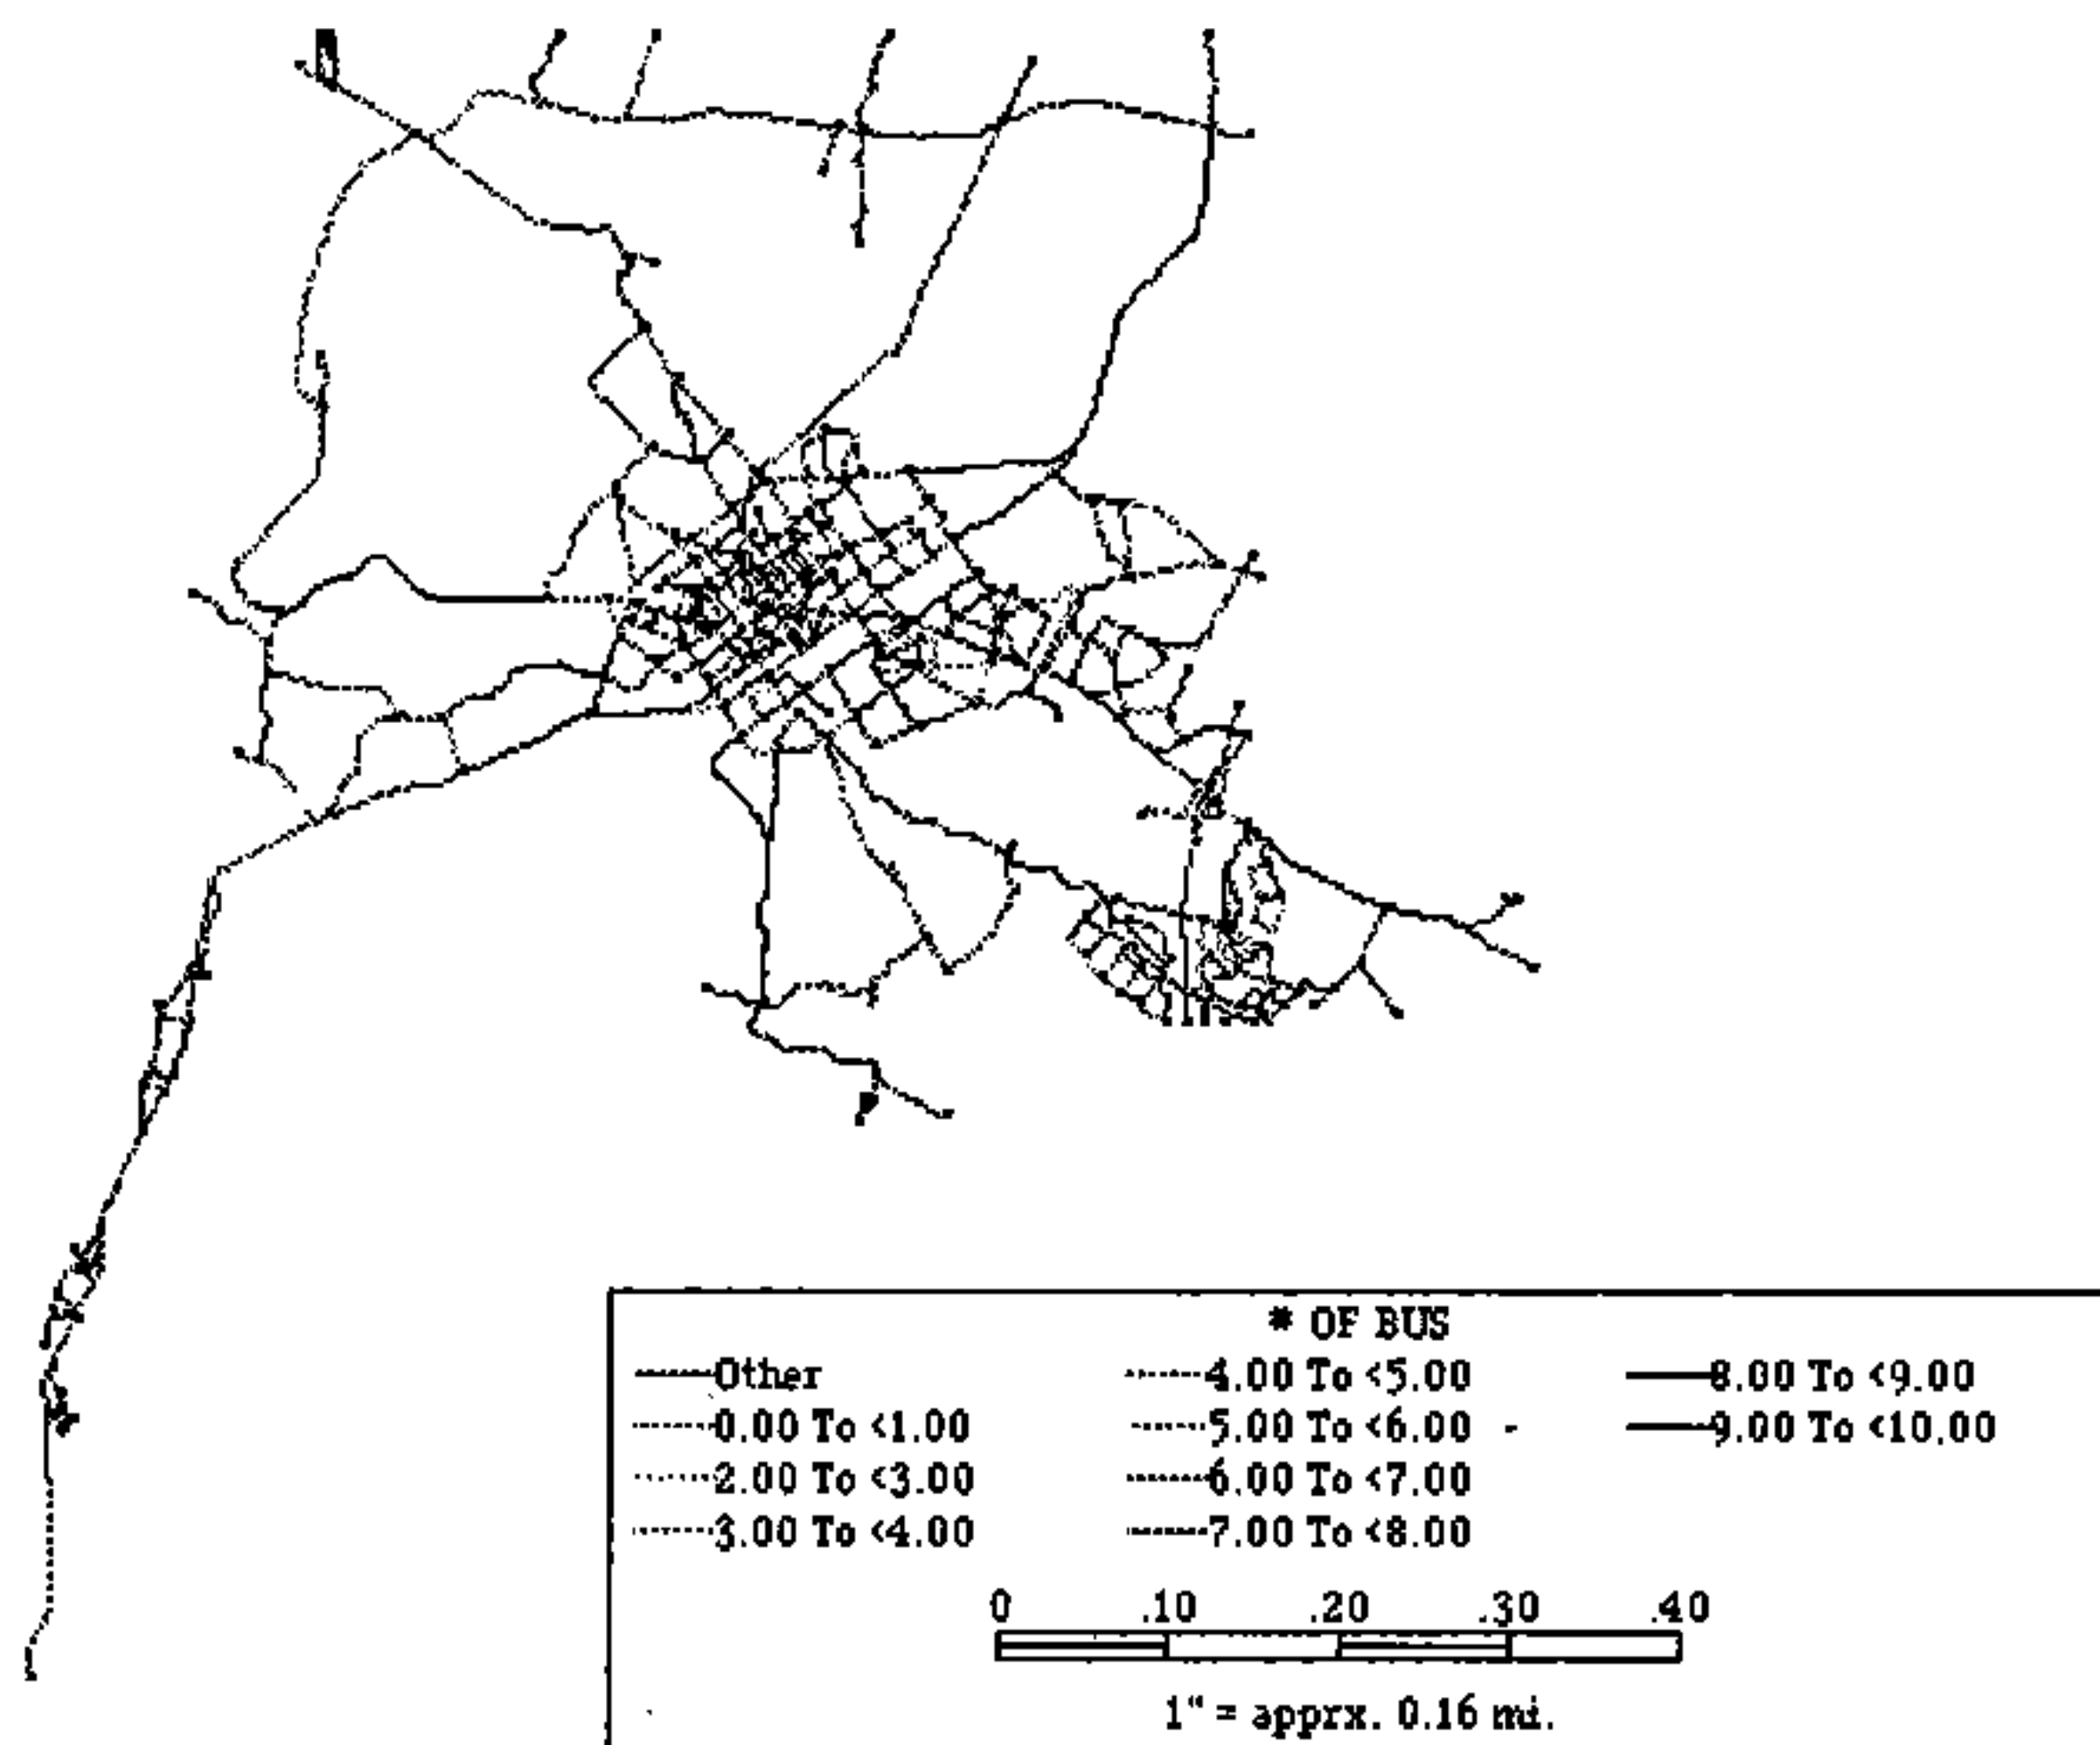 * OF BUS
Other 4.00 To <5.00 8.00 To <9.00
0.00 To <1.00 5.00 To <6.00 9.00 To <10.00
2.00 To <3.00 6.00 To <7.00
3.00 To <4.00 7.00 To <8.00
0 .10 .20 .30 .40
1" = apprx. 0.16 mi.